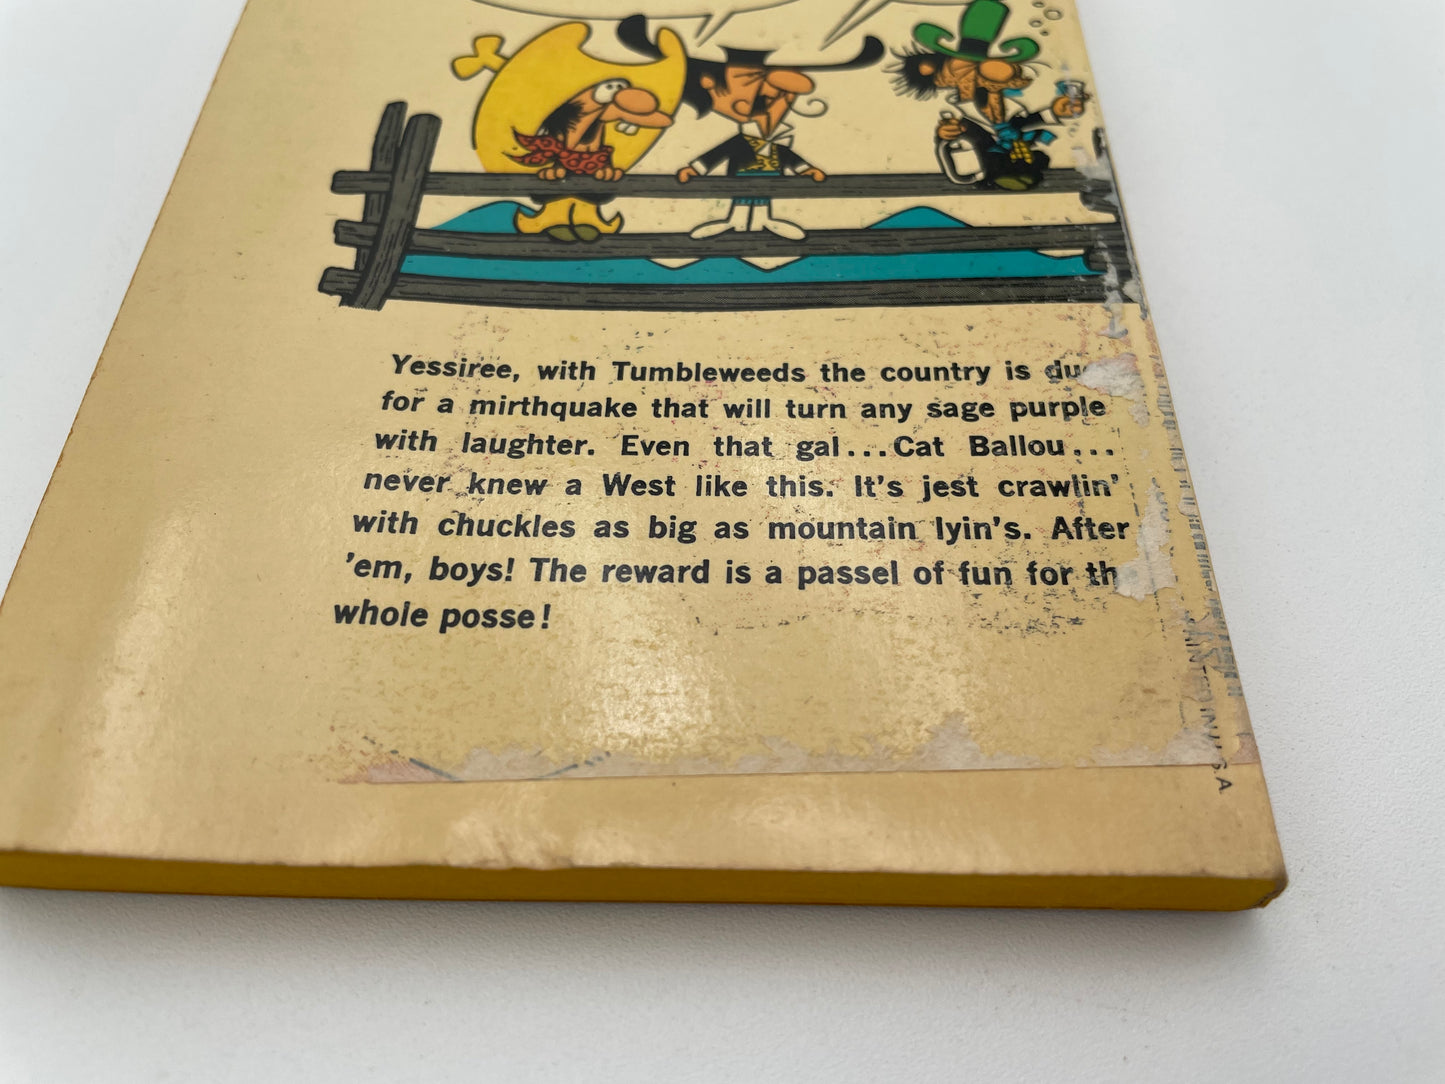 Yessiree, with Tumbleweeds the country is due
for a mirthquake that will turn any sage purple
with laughter. Even that gal...Cat Ballou...
never knew a West like this. It's jest crawlin'
with chuckles as big as mountain lyin's. After
'em, boys! The reward is a passel of fun for the
whole posse!